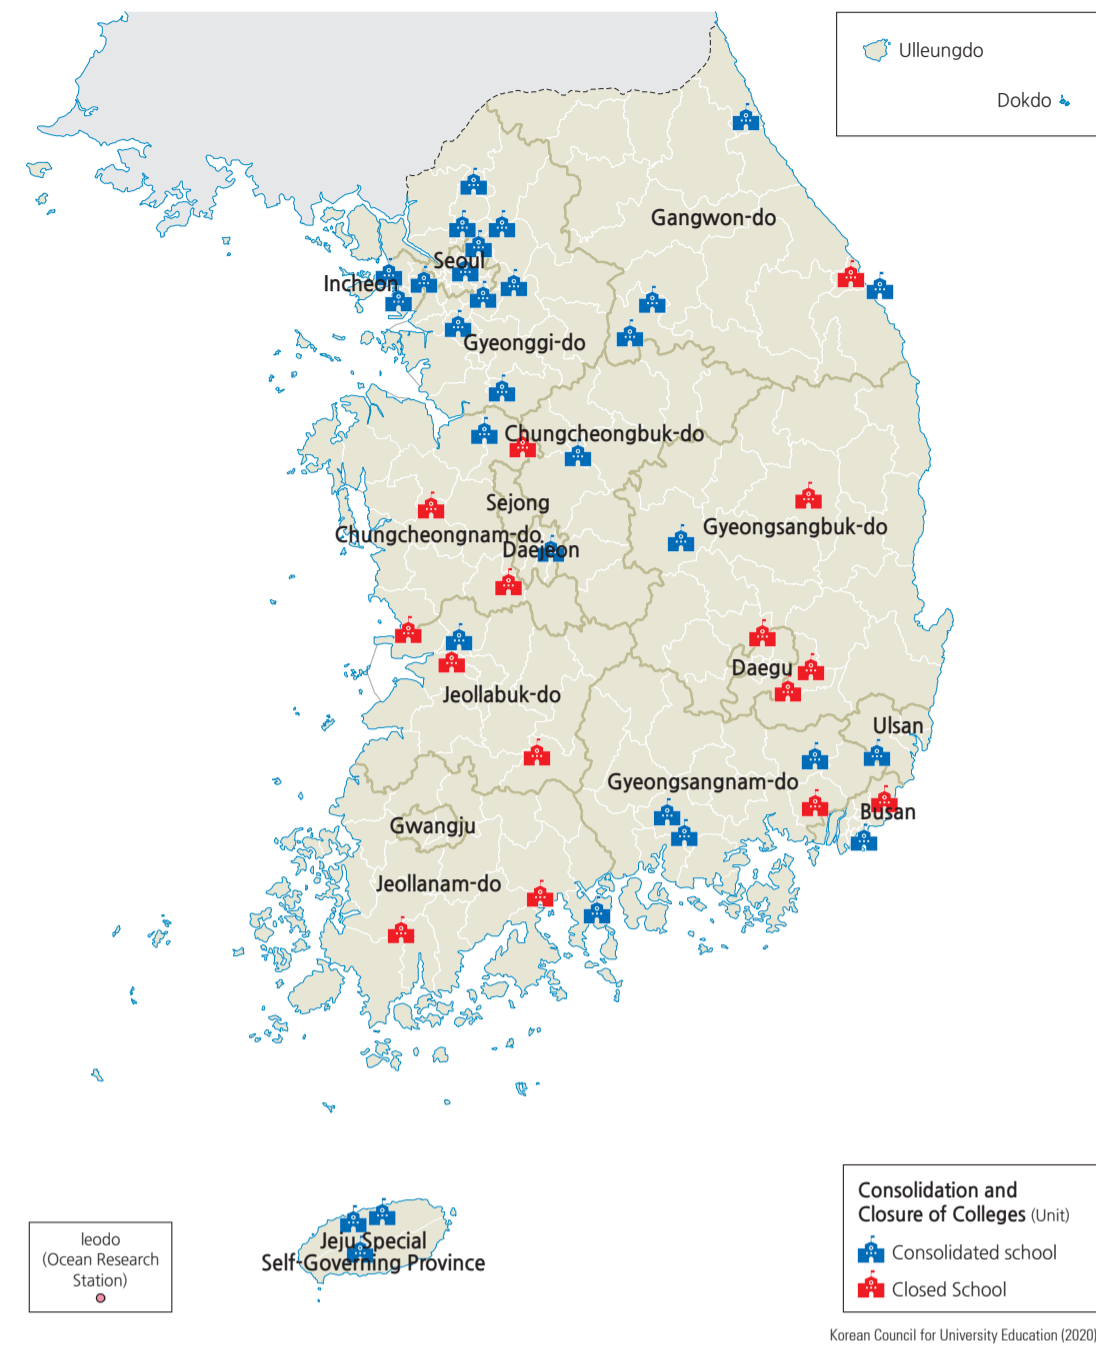 Ulleungdo
Dokdo
Gangwon-do
Seoul
Incheon
Gyeonggi-do
Chungcheongbuk-do
Sejong
Chungcheongnam-do
Daejeon
Gyeongsangbuk-do
Daegu
Jeollabuk-do
Ulsan
Gyeongsangnam-do
Busan
Gwangju
Jeollanam-do
Jeju Special
Self-Governing Province
Ieodo
(Ocean Research
Station)
Consolidation and
Closure of Colleges (Unit)
Consolidated school
Closed School
Korean Council for University Education (2020)